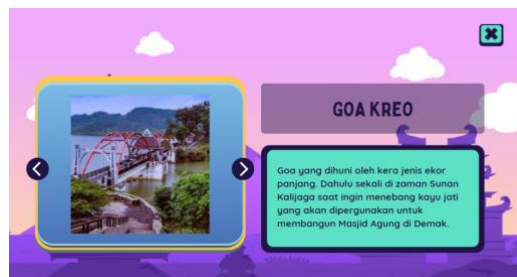 GOA KREO
Goa yang dihuni oleh kera jenis ekor
panjang. Dahulu sekali di zaman Sunan
Kalijaga saat ingin menebang kayu jati
yang akan dipergunakan untuk
membangun Masjid Agung di Demak.